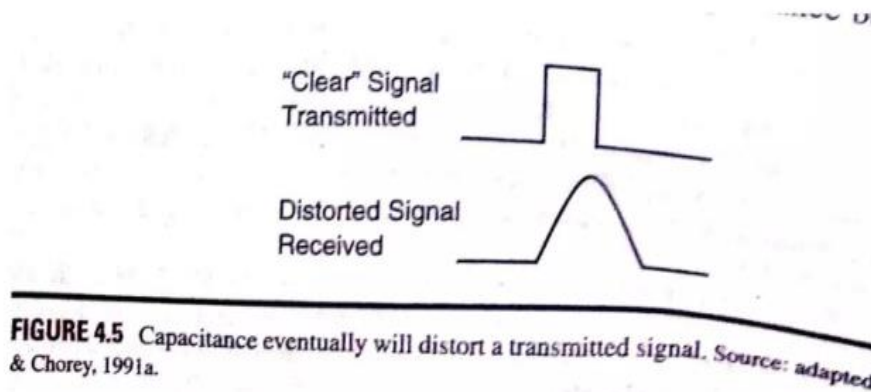 “Clear” Signal
Transmitted
Distorted Signal
Received
FIGURE 4.5 Capacitance eventually will distort a transmitted signal. Source: adapted
& Chorey, 1991a.